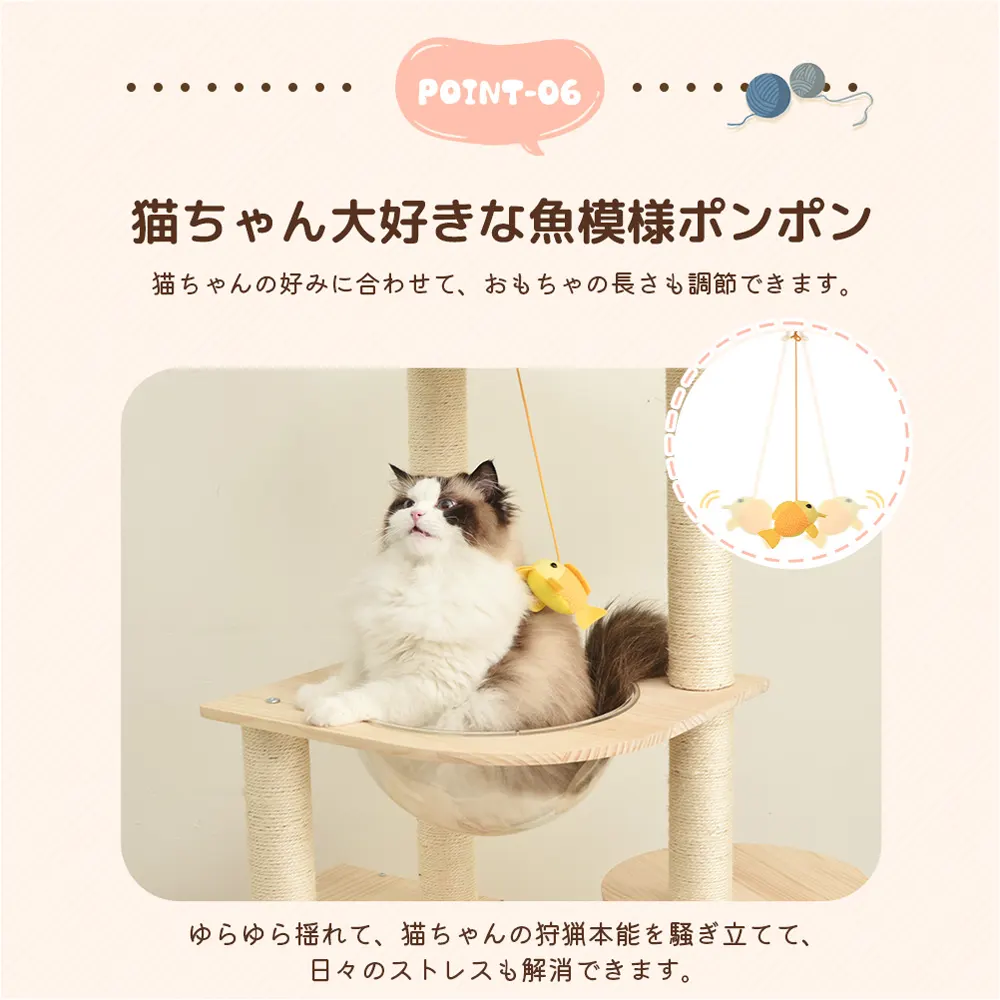 POINT-06
猫ちゃん大好きな魚模様ポンポン
猫ちゃんの好みに合わせて、おもちゃの長さも調節できます。
ゆらゆら揺れて、猫ちゃんの狩猟本能を騒ぎ立てて、
日々のストレスも解消できます。